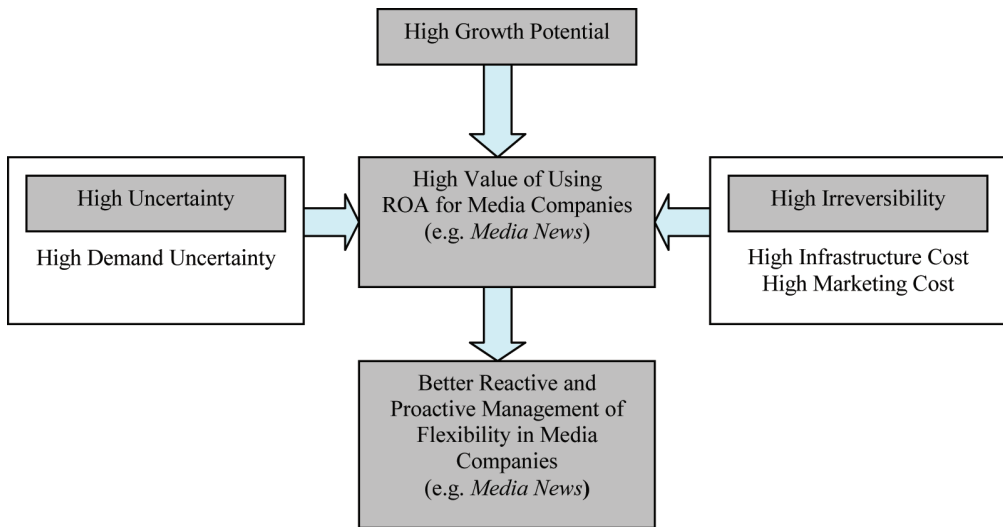 High Growth Potential
High Uncertainty
High Demand Uncertainty
High Value of Using
ROA for Media Companies
(e.g. Media News)
High Irreversibility
High Infrastructure Cost
High Marketing Cost
Better Reactive and
Proactive Management of
Flexibility in Media
Companies
(e.g. Media News)